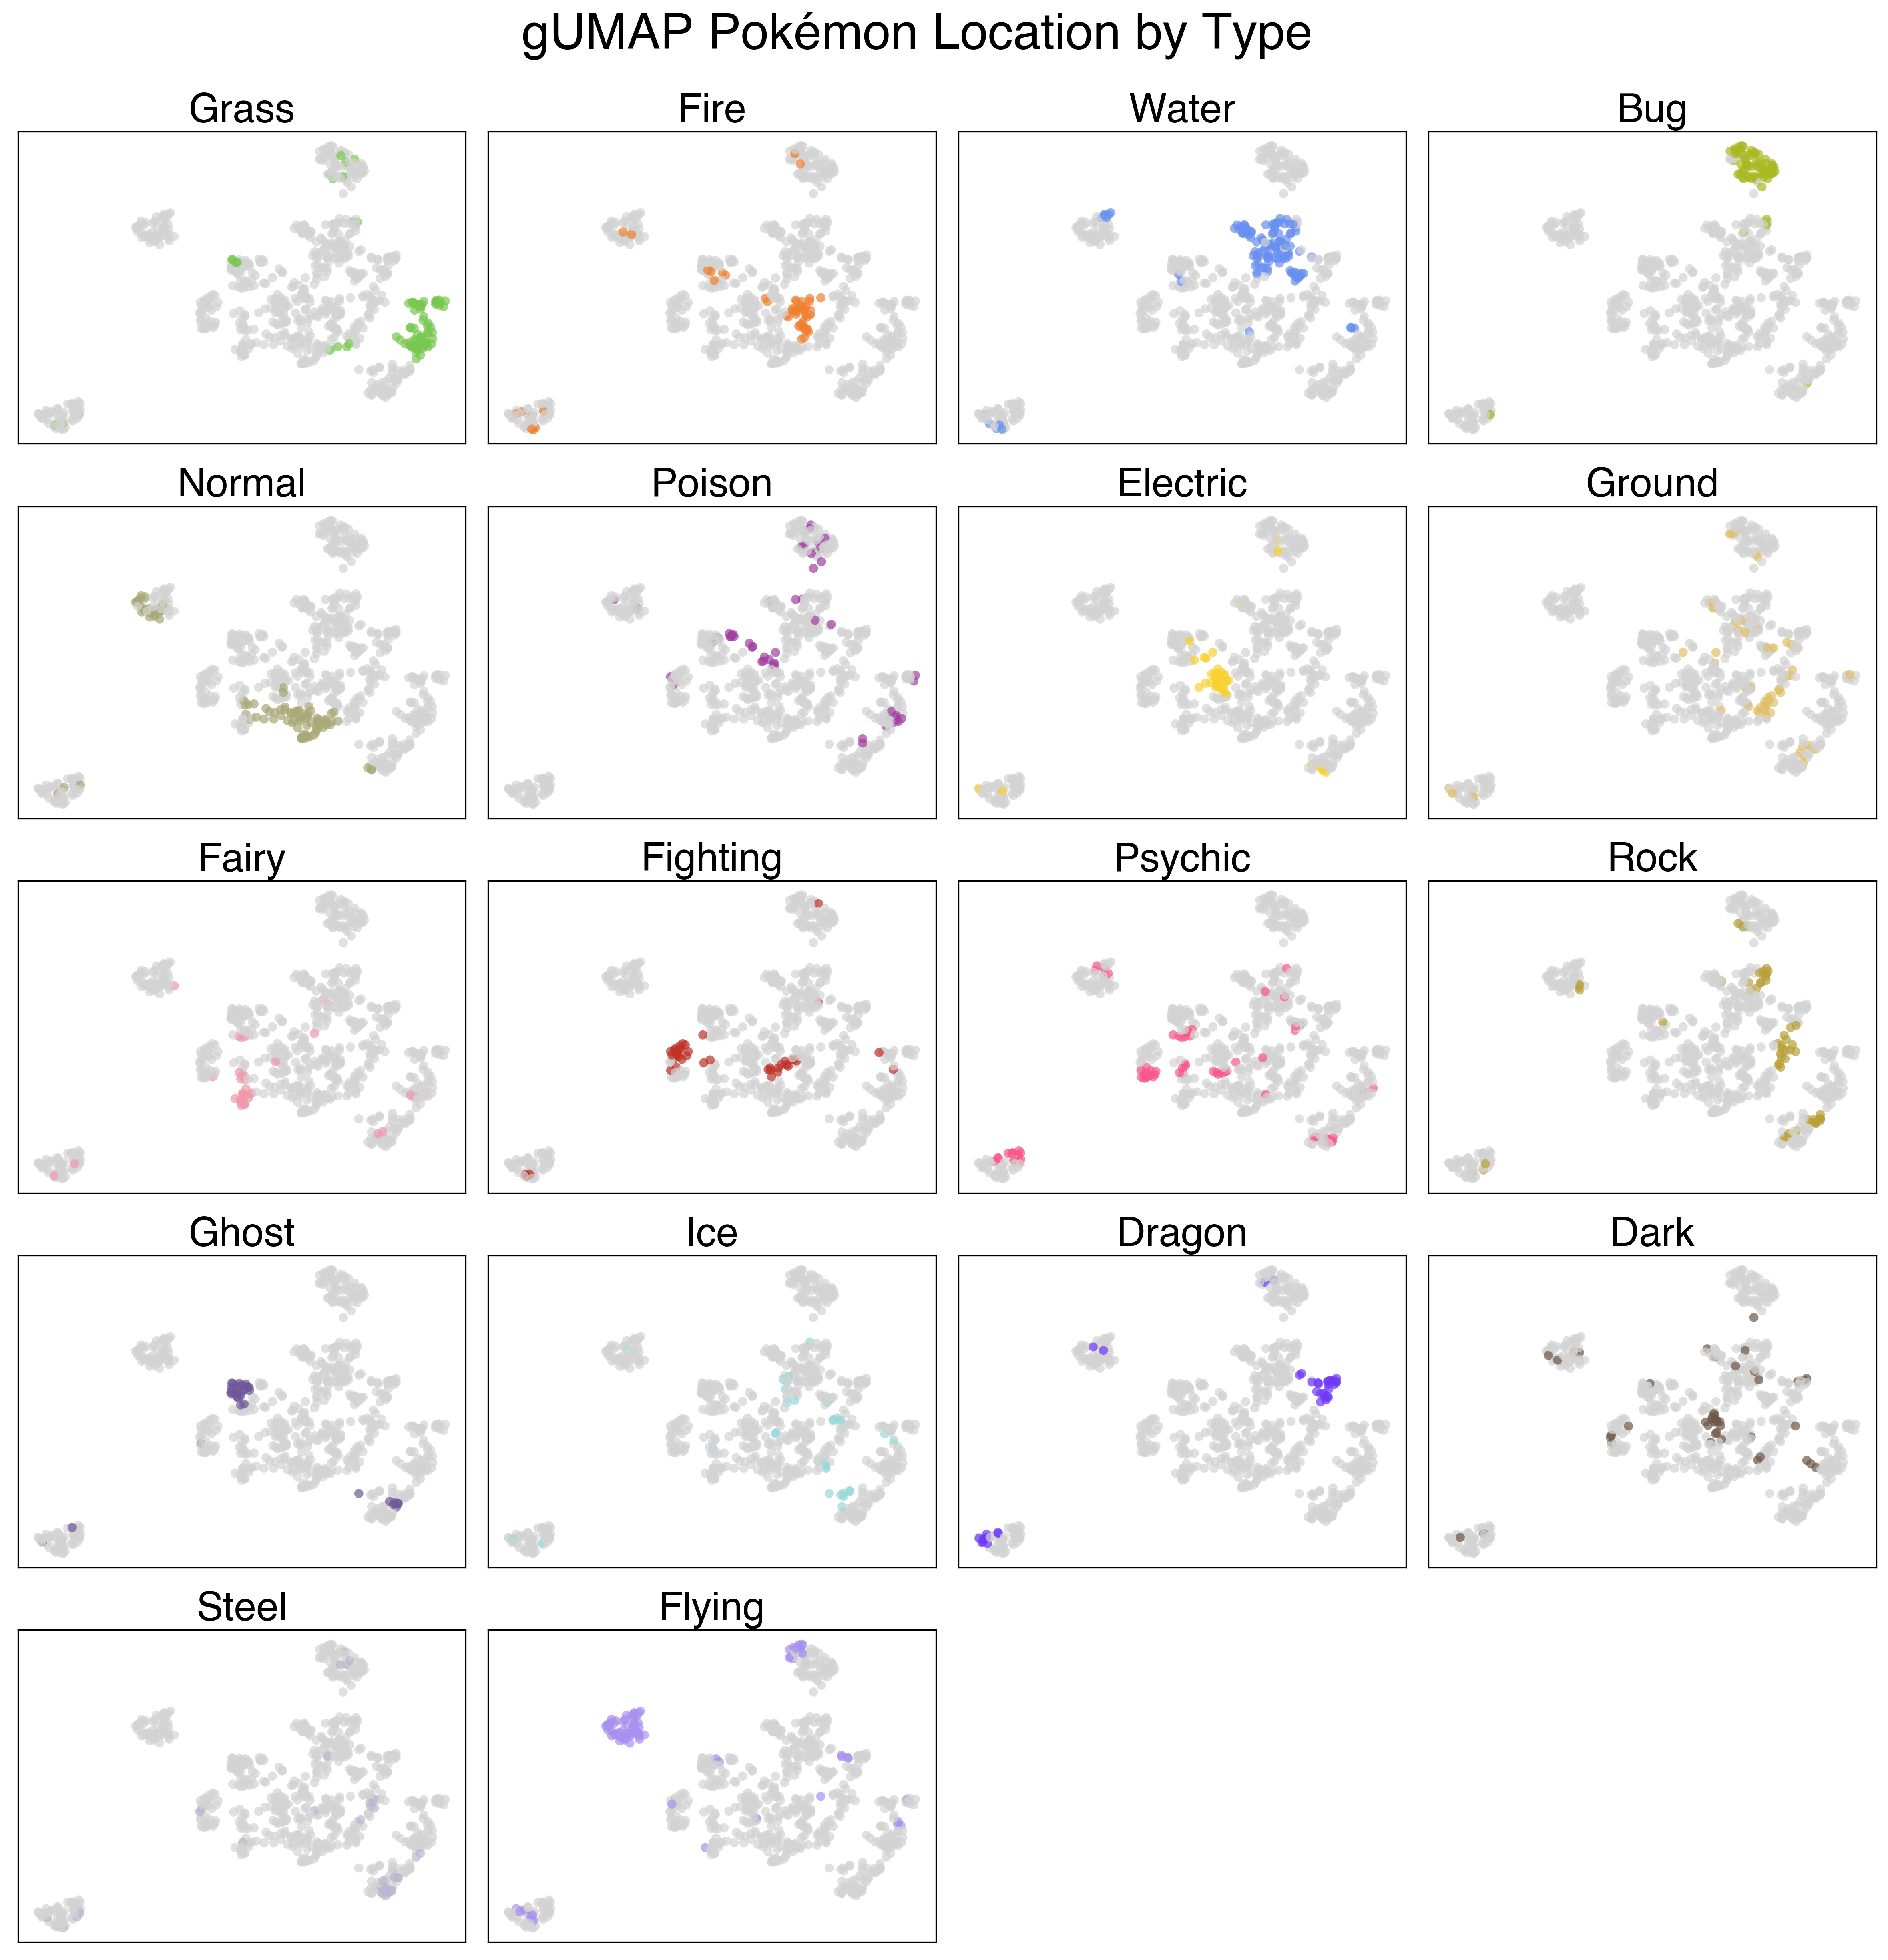 gUMAP Pokémon Location by Type
Grass
Fire
Water
Bug
Normal
Poison
Electric
Ground
Fairy
Fighting
Psychic
Rock
Ghost
Ice
Dragon
Dark
Steel
Flying